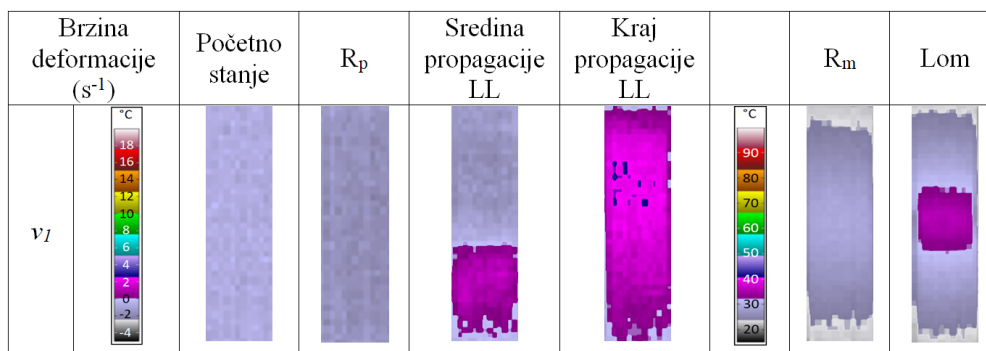 Brzina
deformacije
(s⁻¹)
Početno
stanje
Rₚ
Sredina
propagacije
LL
Kraj
propagacije
LL
Rₘ
Lom
v₁
°C
18
16
14
12
10
8
6
4
2
0
-2
-4
°C
90
80
70
60
50
40
30
20